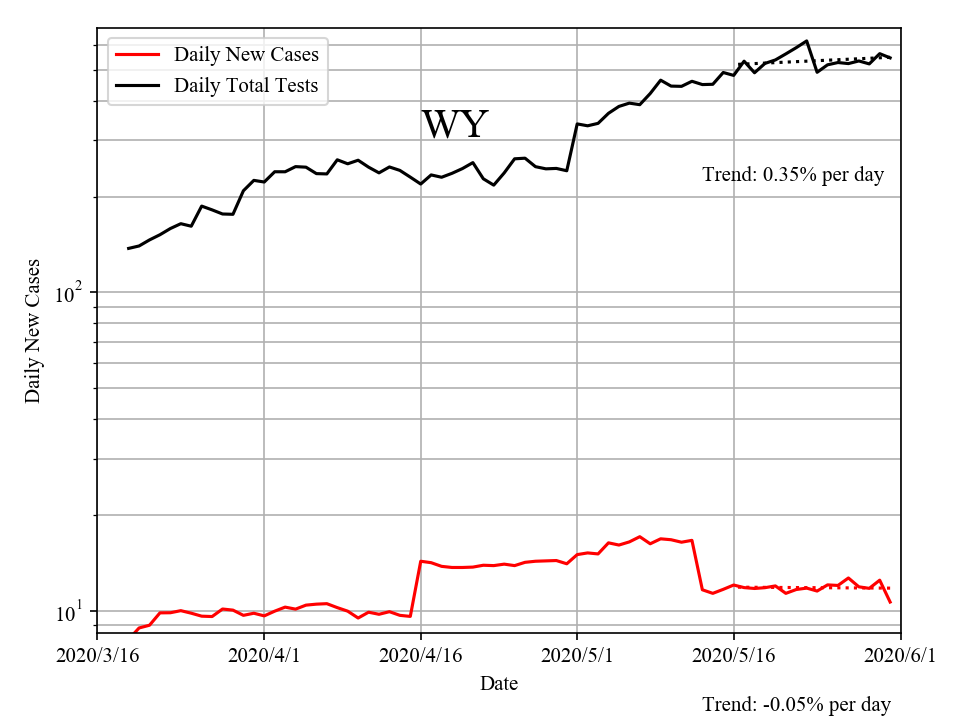 Daily New Cases
Daily Total Tests
WY
Trend: 0.35% per day
Daily New Cases
10²
10¹
2020/3/16 2020/4/1 2020/4/16 2020/5/1 2020/5/16 2020/6/1
Date
Trend: -0.05% per day